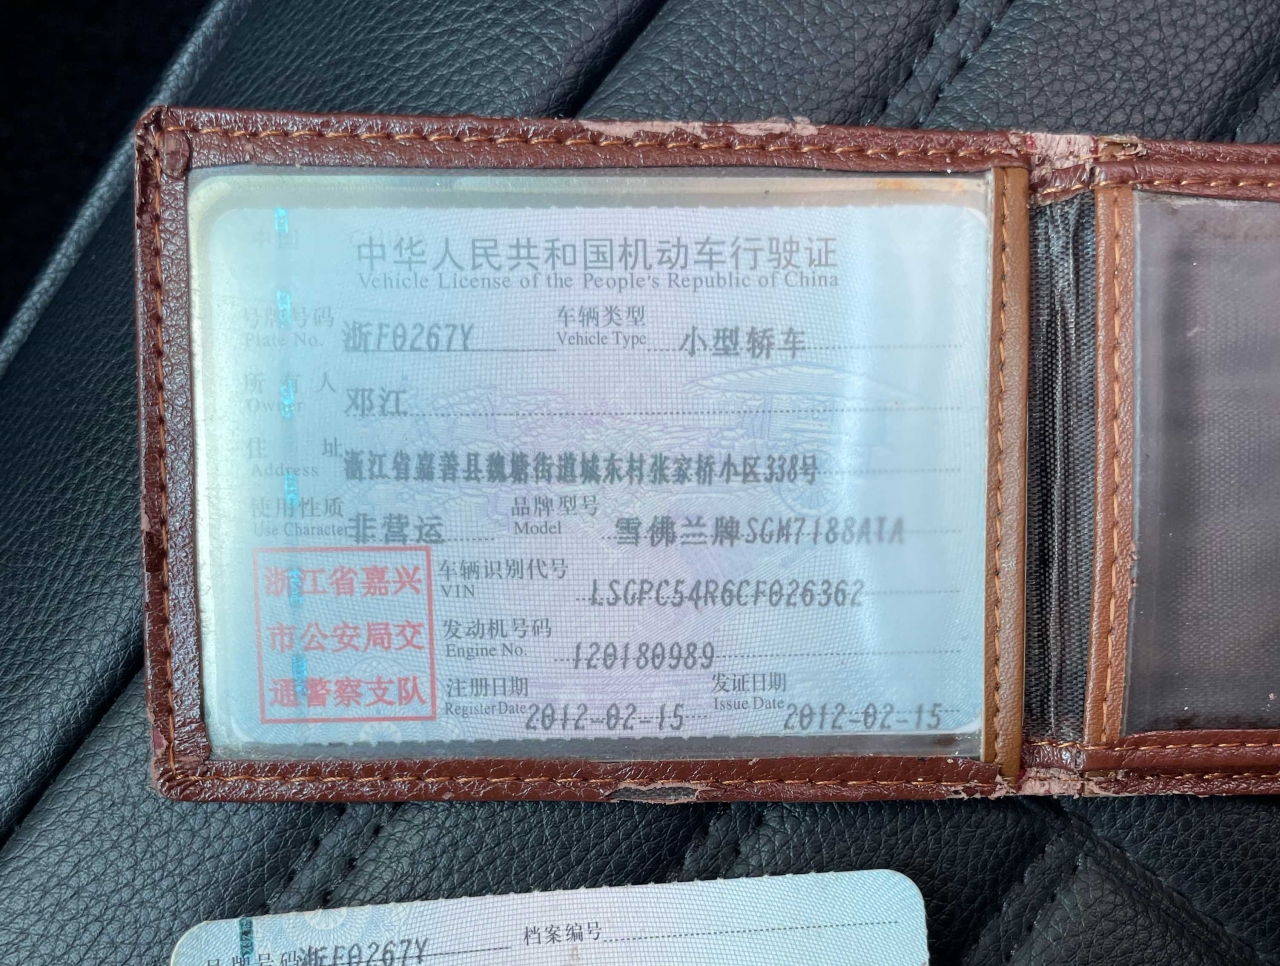 中华人民共和国机动车行驶证
Vehicle License of the People's Republic of China
号牌号码 浙F0267Y 车辆类型 小型轿车
Plate No. Vehicle Type
所有人 邓江
Owner
住址 浙江省嘉善县魏塘街道城东村张家桥小区338号
Address
使用性质 非营运 品牌型号 雪佛兰牌SGM7188ATA
Use Character Model
浙江省嘉兴
市公安局交
通警察支队
车辆识别代号 LSGPC54R6CF026362
VIN
发动机号码 120180989
Engine No.
注册日期 2012-02-15 发证日期 2012-02-15
Register Date Issue Date
号牌号码 浙F0267Y 档案编号